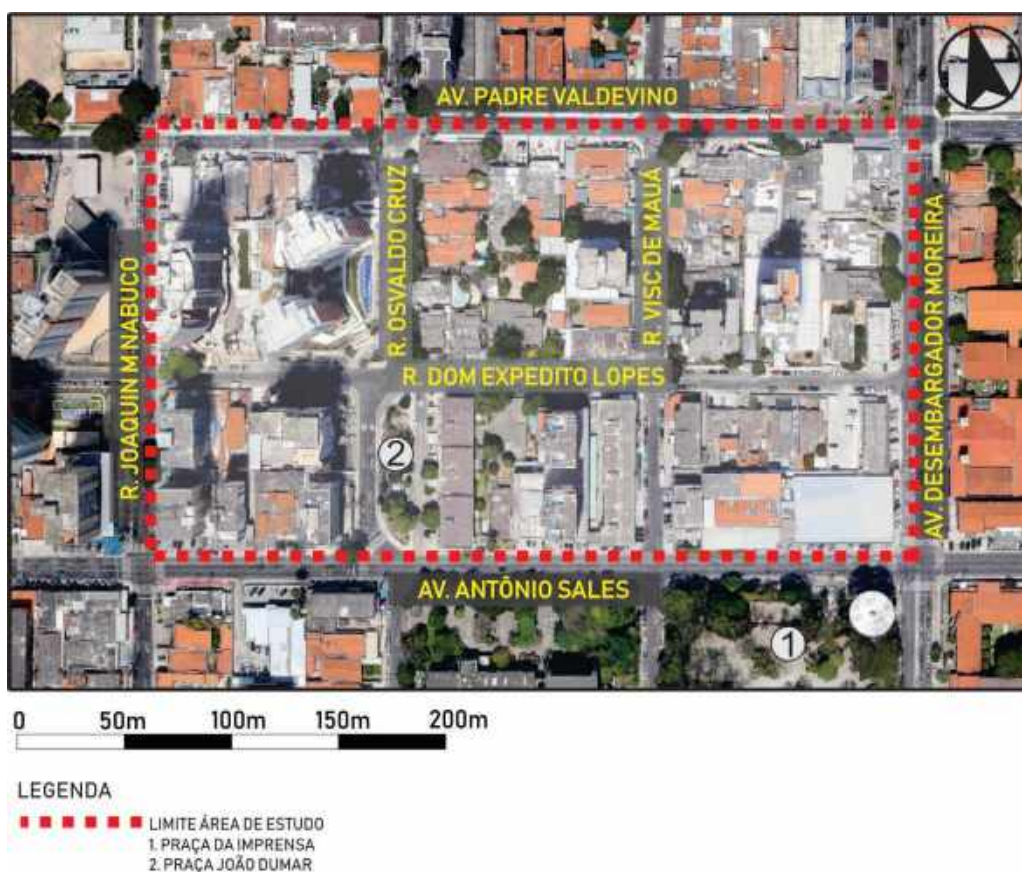 AV. PADRE VALDEVINO
R. JOAQUIN M NABUCO
R. OSVALDO CRUZ
R. VISC DE MAUÁ
AV. DESEMBARGADOR MOREIRA
R. DOM EXPEDITO LOPES
2
AV. ANTÔNIO SALES
1
0 50m 100m 150m 200m
LEGENDA
LIMITE ÁREA DE ESTUDO
1. PRAÇA DA IMPRENSA
2. PRAÇA JOÃO DUMAR